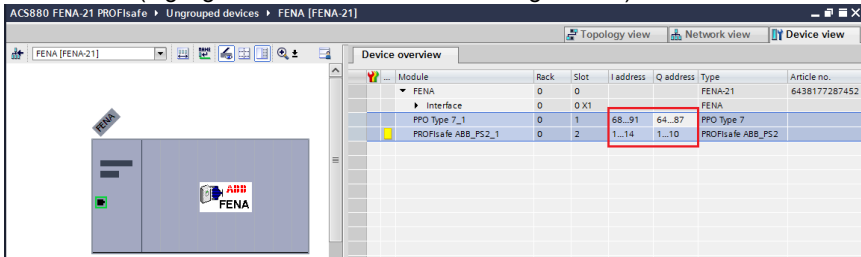 ACS880 FENA-21 PROFIsafe ▸ Ungrouped devices ▸ FENA [FENA-21]
Topology view Network view Device view
FENA [FENA-21]
Device overview
... Module Rack Slot I address Q address Type Article no.
FENA 0 0 FENA-21 6438177287452
Interface 0 0 X1 FENA
PPO Type 7_1 0 1 68...91 64...87 PPO Type 7
PROFIsafe ABB_PS2_1 0 2 1...14 1...10 PROFIsafe ABB_PS2
FENA
ABB
FENA